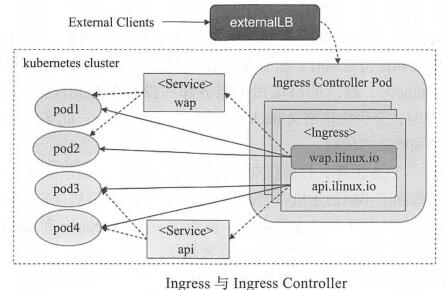 External Clients
externalLB
kubernetes cluster
Ingress Controller Pod
<Service>
wap
<Ingress>
pod1
pod2
wap.ilinux.io
pod3
api.ilinux.io
pod4
<Service>
api
Ingress 与 Ingress Controller